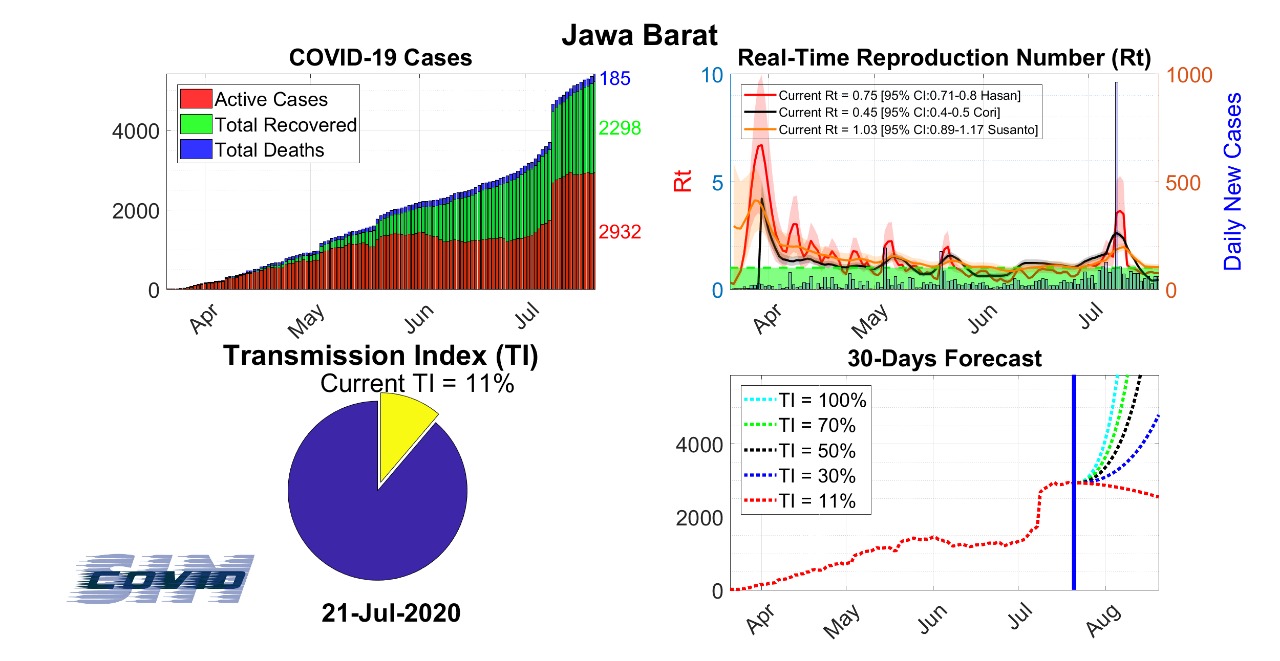 Jawa Barat
COVID-19 Cases
185
2298
2932
Active Cases
Total Recovered
Total Deaths
4000
2000
0
Apr
May
Jun
Jul
Real-Time Reproduction Number (Rt)
10
5
0
Rt
Current Rt = 0.75 [95% CI:0.71-0.8 Hasan]
Current Rt = 0.45 [95% CI:0.4-0.5 Cori]
Current Rt = 1.03 [95% CI:0.89-1.17 Susanto]
1000
500
0
Daily New Cases
Apr
May
Jun
Jul
Transmission Index (TI)
Current TI = 11%
SIM
COVID
21-Jul-2020
30-Days Forecast
TI = 100%
TI = 70%
TI = 50%
TI = 30%
TI = 11%
4000
2000
0
Apr
May
Jun
Jul
Aug